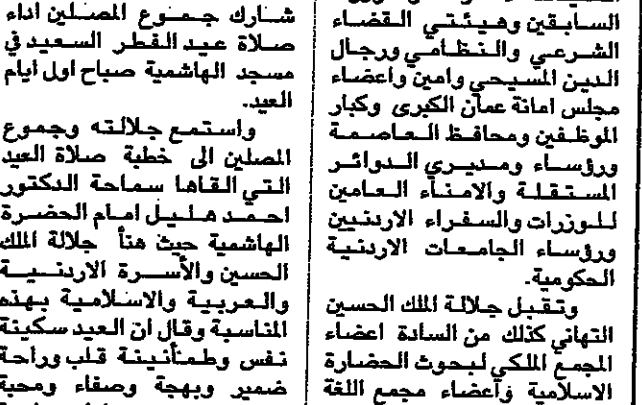 السابقين وهيئتي القضاء
الشرعي والنظامي ورجال
الدين المسيحي وامين واعضاء
مجلس امانة عمان الكبرى وكبار
الموظفين ومحافظ العاصمة
ورؤساء ومديري الدوائر
المستقلة والامناء العامين
للوزرات والسفراء الاردنيين
ورؤساء الجامعات الاردنية
الحكومية.
وتقبل جلالة الملك الحسين
التهاني كذلك من السادة اعضاء
المجمع الملكي لبحوث الحضارة
الاسلامية وأعضاء مجمع اللغة
شارك جموع المصلين اداء
صلاة عيد الفطر السعيد في
مسجد الهاشمية صباح اول ايام
العيد.
واستمع جلالته وجموع
المصلين الى خطبة صلاة العيد
التي القاها سماحة الدكتور
احمد هليل امام الحضرة
الهاشمية حيث هنأ جلالة الملك
الحسين والأسرة الاردنية
والعربية والاسلامية بهذه
المناسبة وقال ان العيد سكينة
نفس وطمأنينة قلب وراحة
ضمير وبهجة وصفاء ومحبة